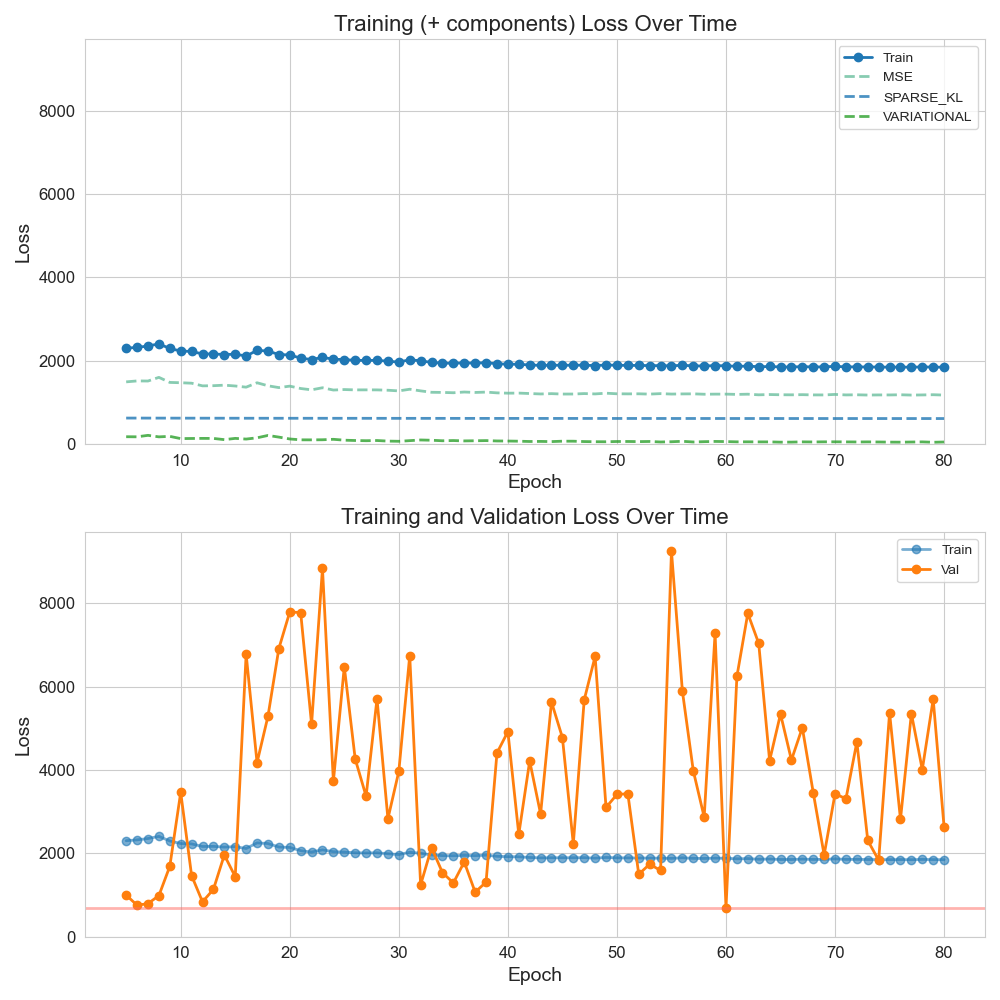 Training (+ components) Loss Over Time
Train
MSE
SPARSE_KL
VARIATIONAL
Loss
8000
6000
4000
2000
0
10 20 30 40 50 60 70 80
Epoch
Training and Validation Loss Over Time
Train
Val
Loss
8000
6000
4000
2000
0
10 20 30 40 50 60 70 80
Epoch